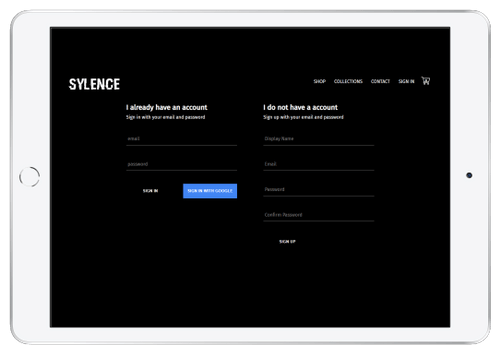 SYLENCE
SHOP COLLECTIONS CONTACT SIGN IN
I already have an account
Sign in with your email and password
email
password
SIGN IN SIGN IN WITH GOOGLE
I do not have a account
Sign up with your email and password
Display Name
Email
Password
Confirm Password
SIGN UP